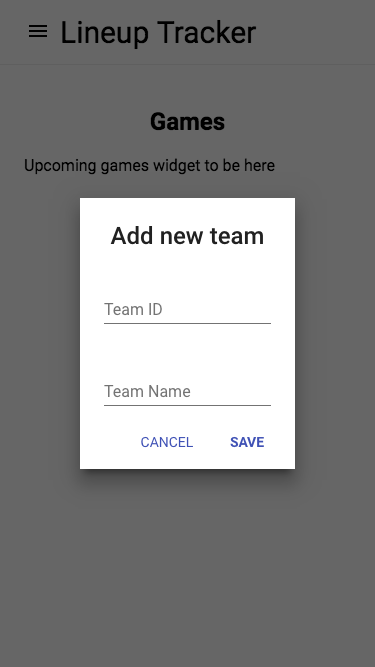 Lineup Tracker
Games
Upcoming games widget to be here
Add new team
Team ID
Team Name
CANCEL SAVE